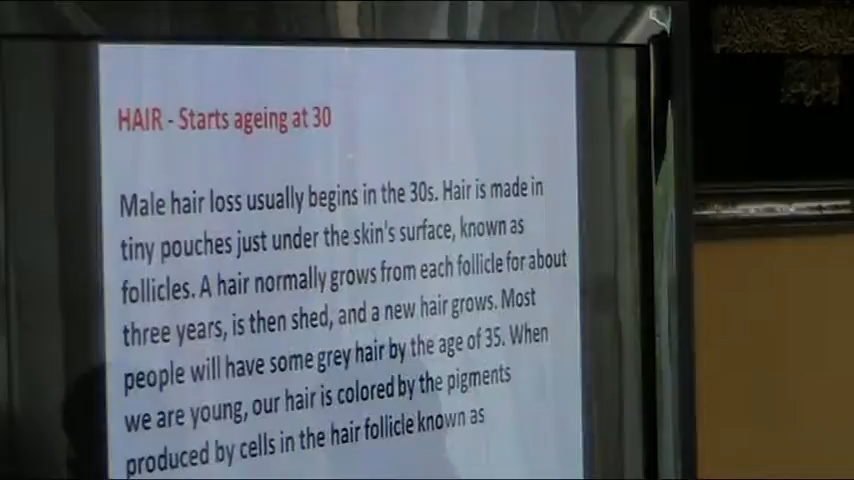 HAIR - Starts ageing at 30
Male hair loss usually begins in the 30s. Hair is made in
tiny pouches just under the skin's surface, known as
follicles. A hair normally grows from each follicle for about
three years, is then shed, and a new hair grows. Most
people will have some grey hair by the age of 35. When
we are young, our hair is colored by the pigments
produced by cells in the hair follicle known as